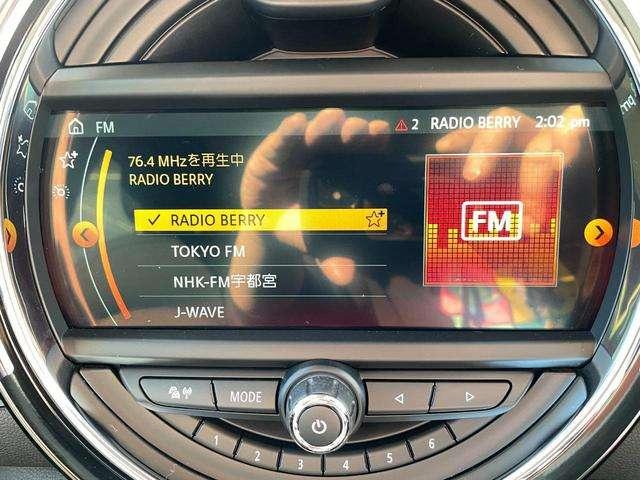 FM 2 RADIO BERRY 2:02 pm
76.4 MHzを再生中
RADIO BERRY
RADIO BERRY
TOKYO FM
NHK-FM宇都宮
J-WAVE
FM
MODE
1 2 3 4 5 6